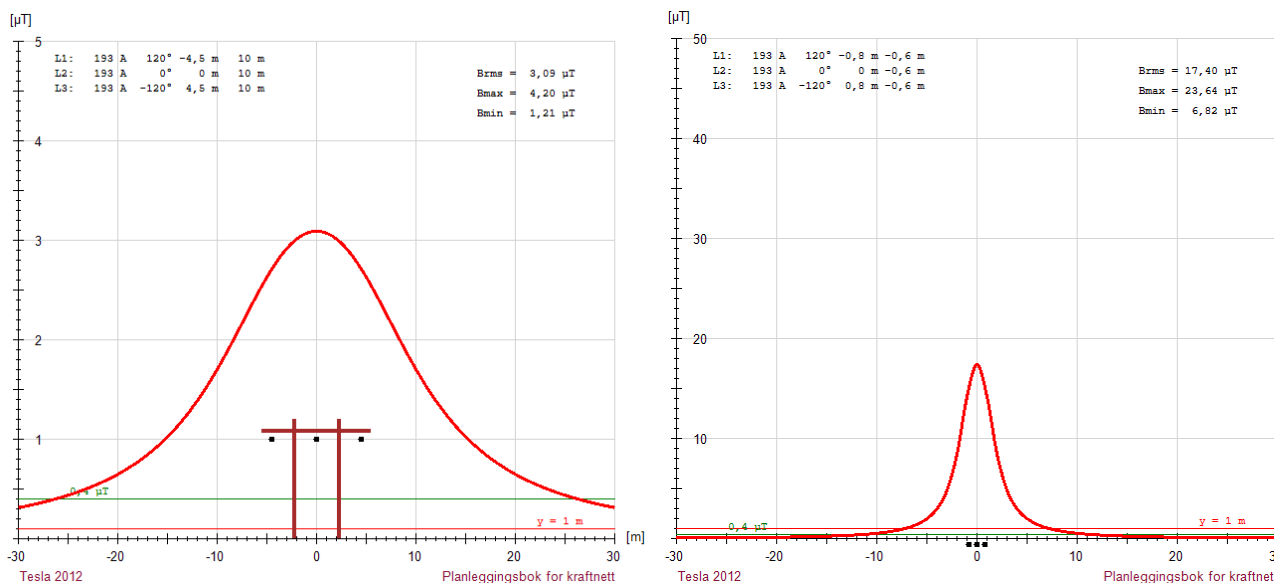 [µT]
5
L1: 193 A 120° -4,5 m 10 m
L2: 193 A 0° 0 m 10 m
L3: 193 A -120° 4,5 m 10 m
Brms = 3,09 µT
Bmax = 4,20 µT
Bmin = 1,21 µT
4
3
2
1
0,4 µT
y = 1 m
[m]
-30 -20 -10 0 10 20 30
Tesla 2012 Planleggingsbok for kraftnett
[µT]
50
L1: 193 A 120° -0,8 m -0,6 m
L2: 193 A 0° 0 m -0,6 m
L3: 193 A -120° 0,8 m -0,6 m
Brms = 17,40 µT
Bmax = 23,64 µT
Bmin = 6,82 µT
40
30
20
10
0,4 µT
y = 1 m
-30 -20 -10 0 10 20
Tesla 2012 Planleggingsbok for kraftnett